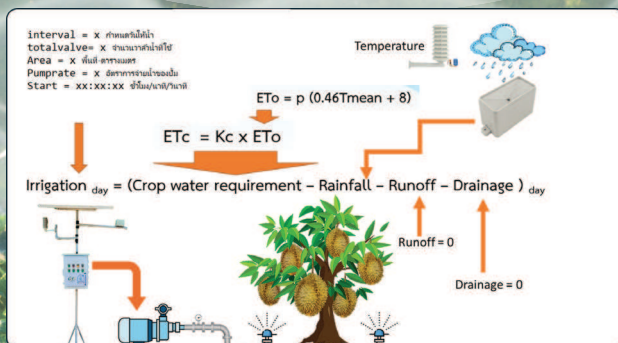 interval = x กำหนดวันให้น้ำ
totalvalve= x จำนวนวาล์วน้ำที่ใช้
Area = x พื้นที่-ตารางเมตร
Pumprate = x อัตราการจ่ายน้ำของปั๊ม
Start = xx:xx:xx ชั่วโมง/นาที/วินาที
Temperature
ETo = p (0.46Tmean + 8)
ETc = Kc x ETo
Irrigation day = (Crop water requirement – Rainfall – Runoff – Drainage ) day
Runoff = 0
Drainage = 0